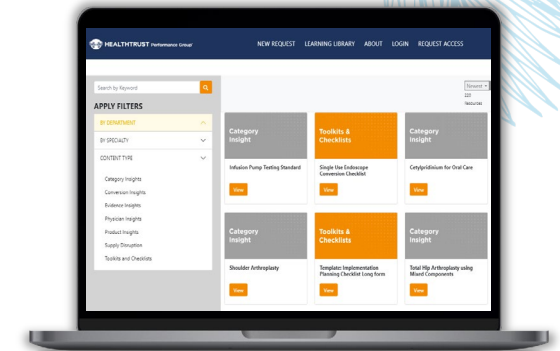 HEALTHTRUST Performance Group
NEW REQUEST LEARNING LIBRARY ABOUT LOGIN REQUEST ACCESS
Search by Keyword
APPLY FILTERS
BY DEPARTMENT
BY SPECIALTY
CONTENT TYPE
Category Insights
Conversion Insights
Evidence Insights
Physician Insights
Product Insights
Supply Disruption
Toolkits and Checklists
Resources
Category
Insight
Infusion Pump Testing Standard
View
Toolkits &
Checklists
Single Use Endoscope
Conversion Checklist
View
Category
Insight
Cetylpridinium for Oral Care
View
Category
Insight
Shoulder Arthroplasty
View
Toolkits &
Checklists
Template: Implementation
Planning Checklist Long form
View
Category
Insight
Total Hip Arthroplasty using
Mixed Components
View